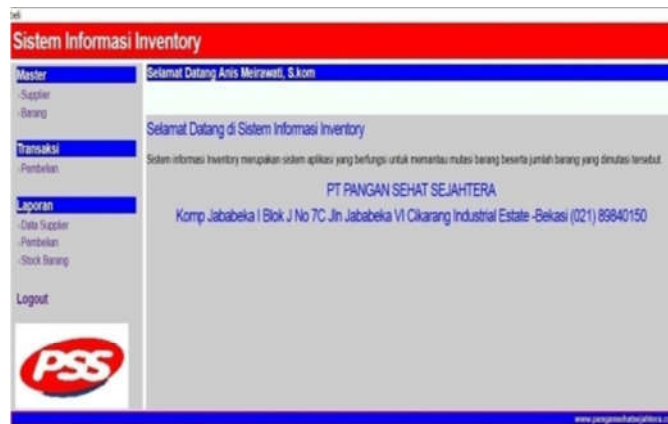 beli
Sistem Informasi Inventory
Master
-Supplier
-Barang
Transaksi
-Pembelian
Laporan
-Data Supplier
-Pembelian
-Stock Barang
Logout
PSS
Selamat Datang Anis Meirawati, S.kom
Selamat Datang di Sistem Informasi Inventory
Sistem informasi Inventory merupakan sistem aplikasi yang berfungsi untuk memantau mutasi barang beserta jumlah barang yang dimutasi tersebut.
PT PANGAN SEHAT SEJAHTERA
Komp Jababeka I Blok J No 7C Jln Jababeka VI Cikarang Industrial Estate -Bekasi (021) 89840150